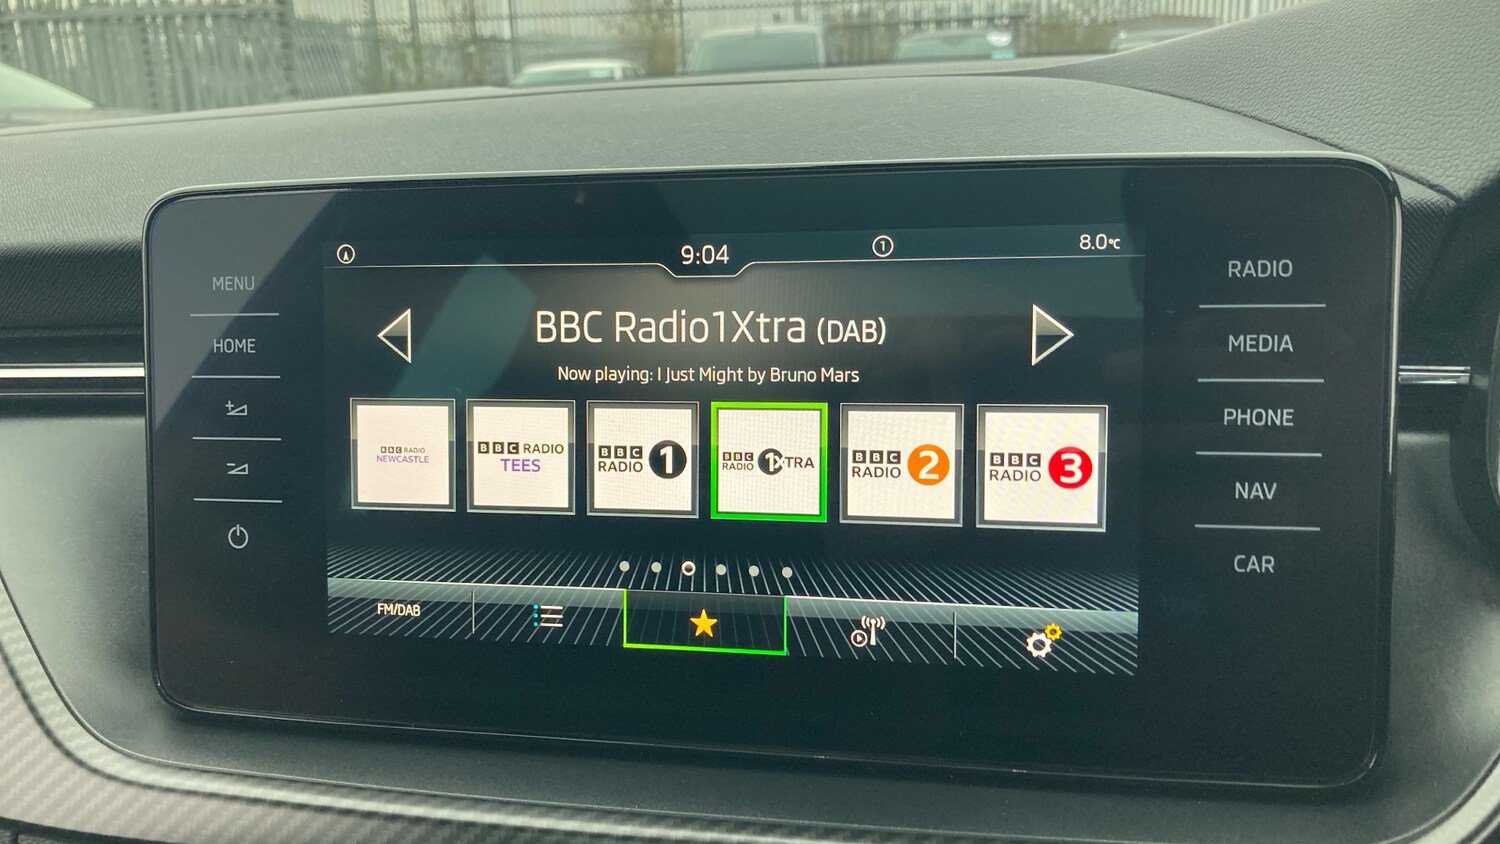 MENU
HOME
9:04
1
8.0°C
BBC Radio1Xtra (DAB)
Now playing: I Just Might by Bruno Mars
BBC RADIO
NEWCASTLE
BBC RADIO
TEES
BBC
RADIO 1
BBC
RADIO 1XTRA
BBC
RADIO 2
BBC
RADIO 3
FM/DAB
RADIO
MEDIA
PHONE
NAV
CAR